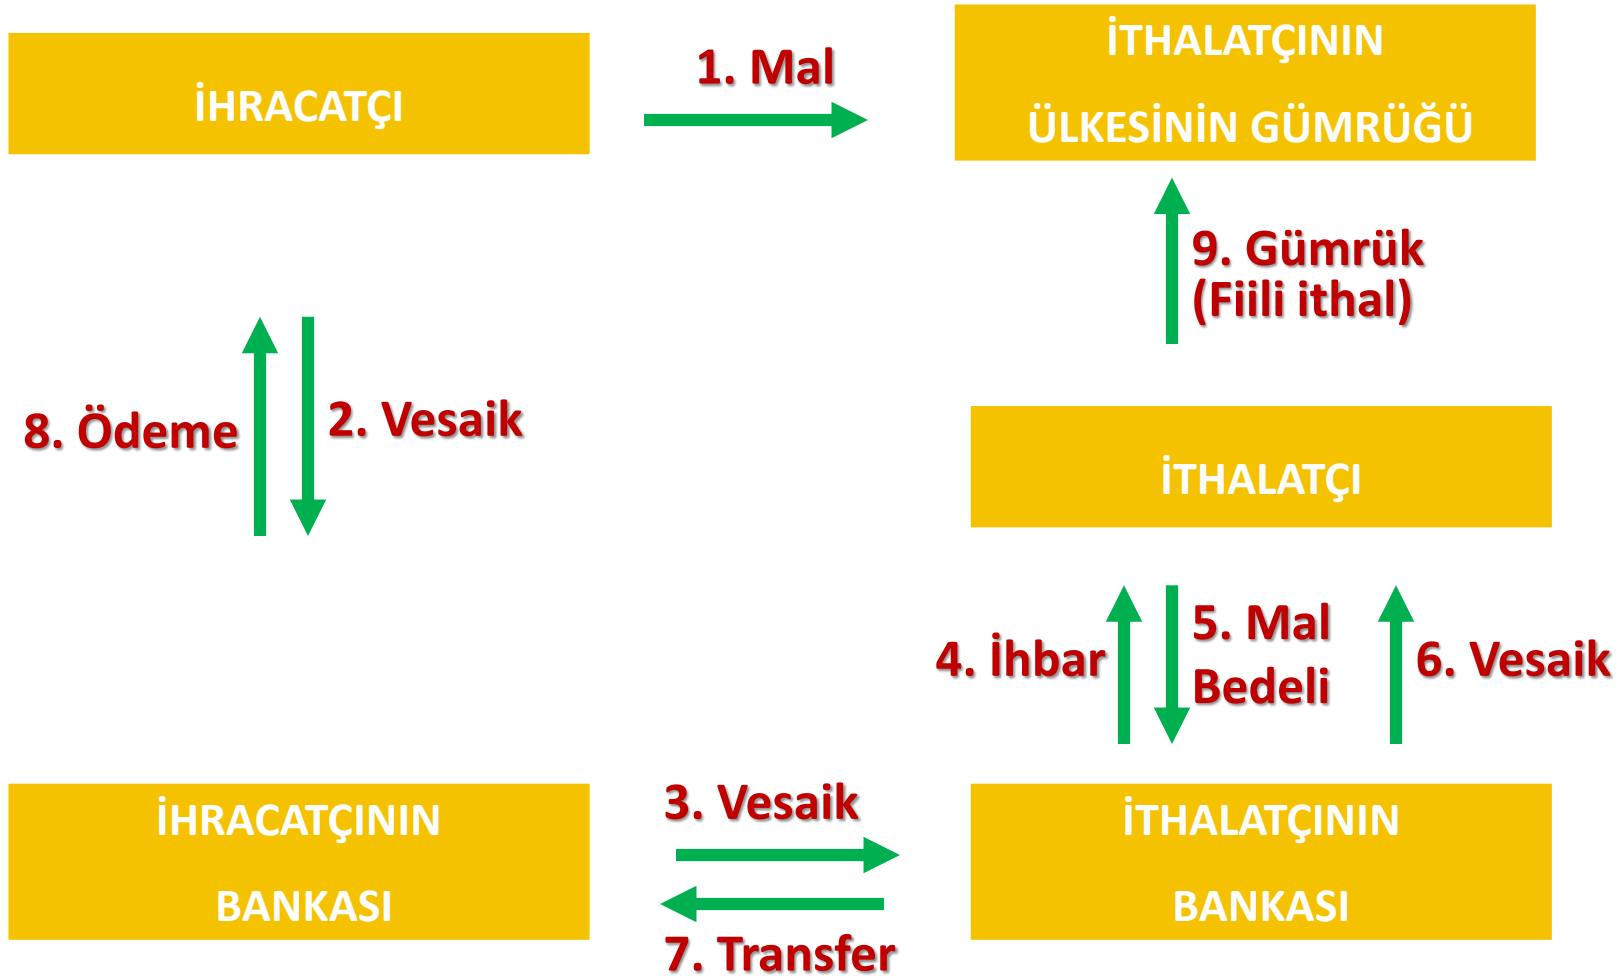 İHRACATÇI
1. Mal
İTHALATÇININ
ÜLKESİNİN GÜMRÜĞÜ
9. Gümrük
(Fiili ithal)
8. Ödeme
2. Vesaik
İTHALATÇI
4. İhbar
5. Mal
Bedeli
6. Vesaik
İHRACATÇININ
BANKASI
3. Vesaik
7. Transfer
İTHALATÇININ
BANKASI